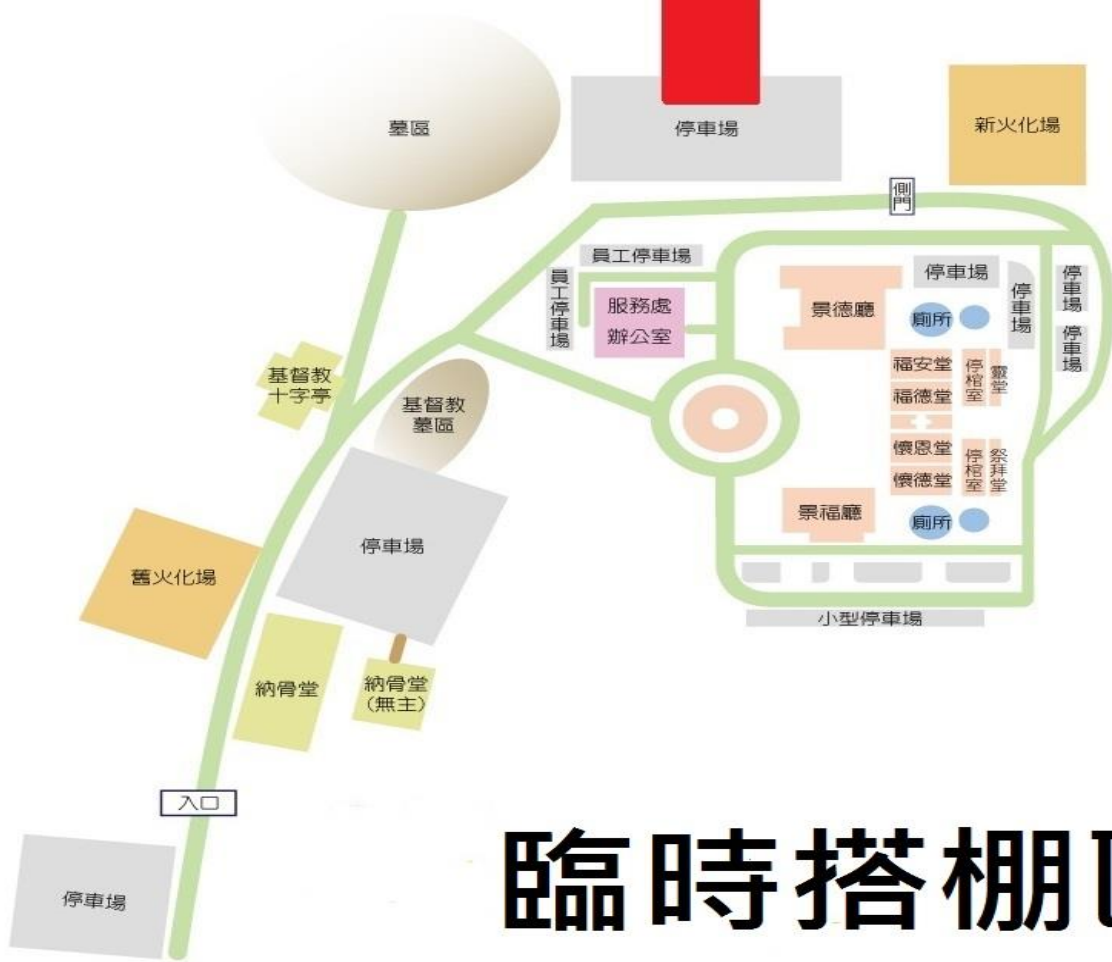 墓區
停車場
新火化場
側門
員工停車場
員工停車場
服務處
辦公室
景德廳
停車場
停車場
停車場
停車場
廁所
福安堂
福德堂
停棺室
靈堂
懷恩堂
懷德堂
停棺室
祭拜堂
景福廳
廁所
小型停車場
基督教
十字亭
基督教
墓區
停車場
舊火化場
納骨堂
納骨堂
(無主)
入口
停車場
臨時搭棚